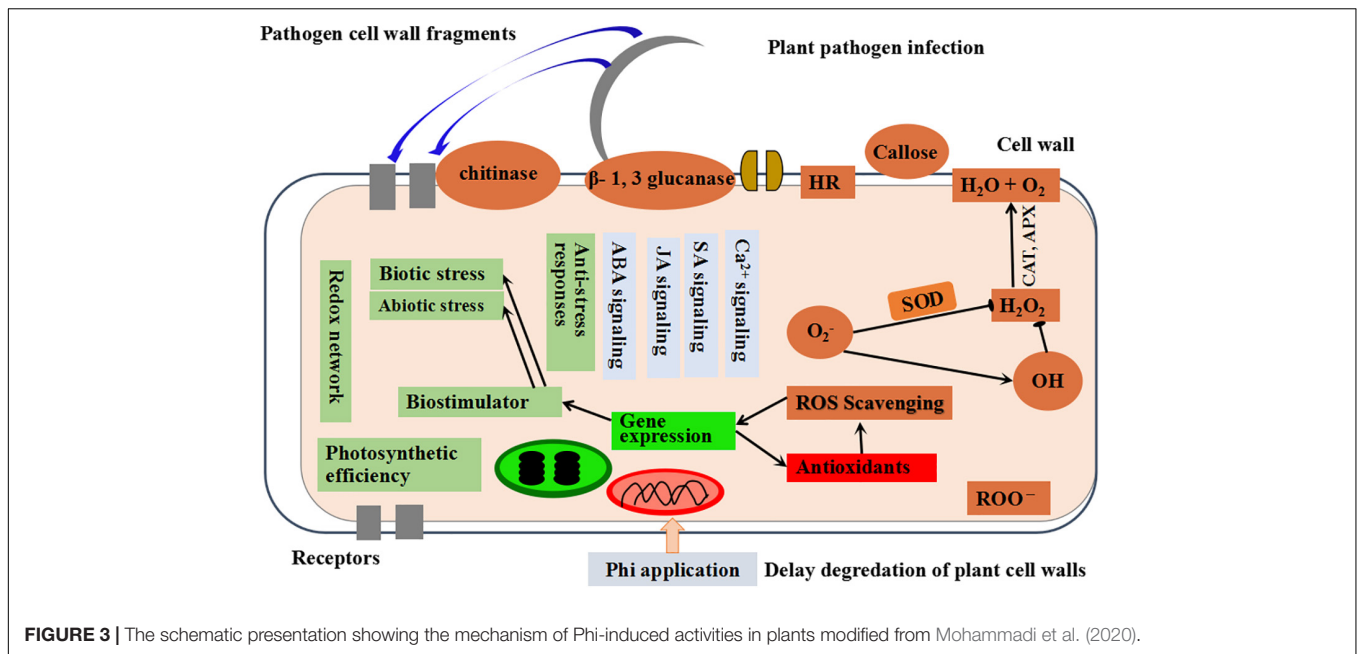 Pathogen cell wall fragments
Plant pathogen infection
Cell wall
chitinase
β- 1, 3 glucanase
HR
Callose
H₂O + O₂
CAT, APX
H₂O₂
SOD
O₂⁻
OH
Redox network
Biotic stress
Abiotic stress
Anti-stress
responses
ABA signaling
JA signaling
SA signaling
Ca²⁺ signaling
Biostimulator
Gene
expression
ROS Scavenging
Antioxidants
Photosynthetic
efficiency
ROO⁻
Receptors
Phi application
Delay degredation of plant cell walls
FIGURE 3 | The schematic presentation showing the mechanism of Phi-induced activities in plants modified from Mohammadi et al. (2020).